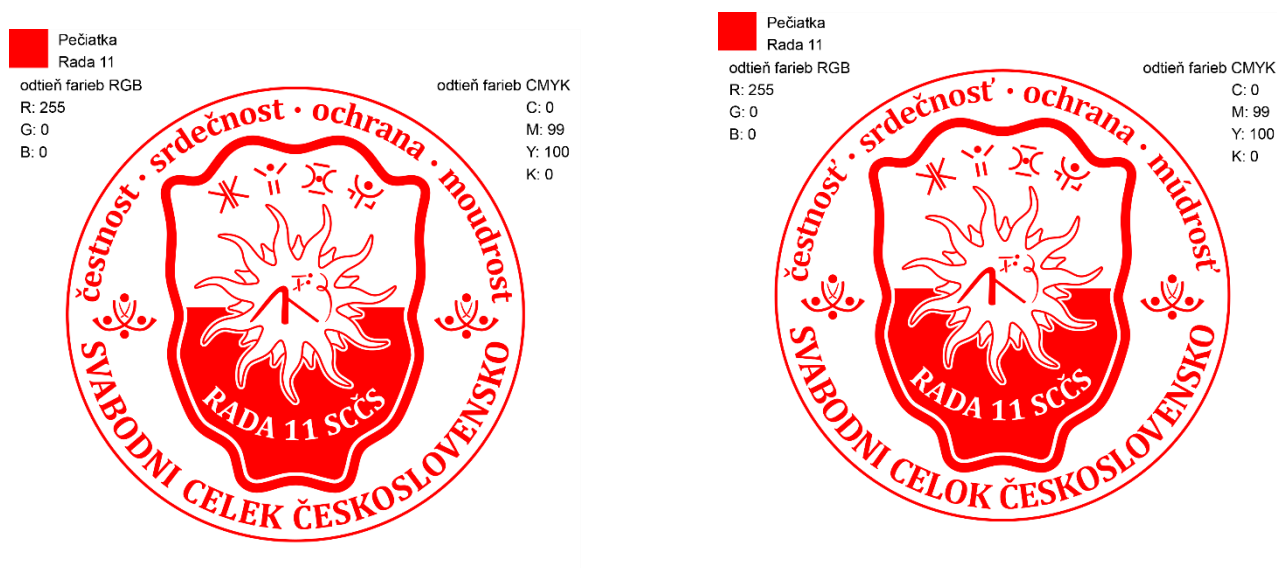 Pečiatka
Rada 11
odtieň farieb RGB
R: 255
G: 0
B: 0
odtieň farieb CMYK
C: 0
M: 99
Y: 100
K: 0
čestnost · srdečnost · ochrana · moudrost
RADA 11 SCČS
SVABODNI CELEK ČESKOSLOVENSKO
Pečiatka
Rada 11
odtieň farieb RGB
R: 255
G: 0
B: 0
odtieň farieb CMYK
C: 0
M: 99
Y: 100
K: 0
čestnosť · srdečnosť · ochrana · múdrosť
RADA 11 SCČS
SVABODNI CELOK ČESKOSLOVENSKO